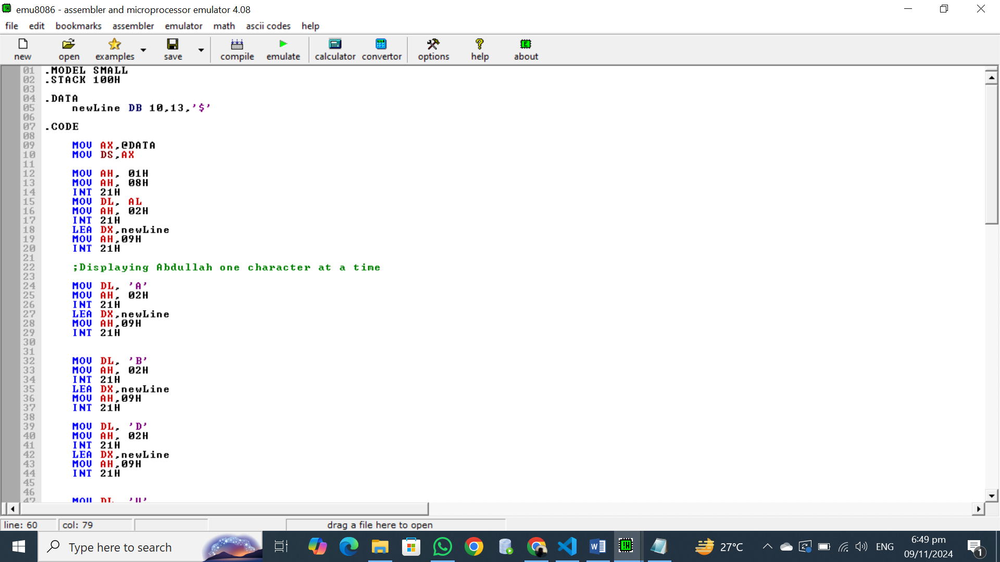 emu8086 - assembler and microprocessor emulator 4.08
file edit bookmarks assembler emulator math ascii codes help
new open examples save compile emulate calculator convertor options help about
01 .MODEL SMALL
02 .STACK 100H
03
04 .DATA
05 newLine DB 10,13,'$'
06
07 .CODE
08
09 MOV AX,@DATA
10 MOV DS,AX
11
12 MOV AH, 01H
13 MOV AH, 08H
14 INT 21H
15 MOV DL, AL
16 MOV AH, 02H
17 INT 21H
18 LEA DX,newLine
19 MOV AH,09H
20 INT 21H
21
22 ;Displaying Abdullah one character at a time
23
24 MOV DL, 'A'
25 MOV AH, 02H
26 INT 21H
27 LEA DX,newLine
28 MOV AH,09H
29 INT 21H
30
31
32 MOV DL, 'B'
33 MOV AH, 02H
34 INT 21H
35 LEA DX,newLine
36 MOV AH,09H
37 INT 21H
38
39 MOV DL, 'D'
40 MOV AH, 02H
41 INT 21H
42 LEA DX,newLine
43 MOV AH,09H
44 INT 21H
45
46
47 MOV DL, 'U'
line: 60 col: 79 drag a file here to open
Type here to search 27°C ENG 6:49 pm
09/11/2024 1